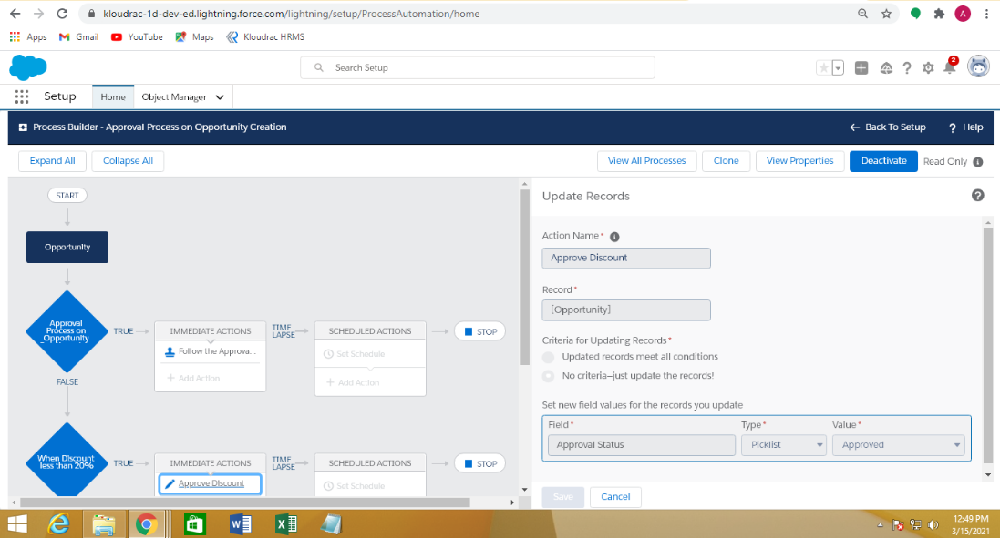 kloudrac-1d-dev-ed.lightning.force.com/lightning/setup/ProcessAutomation/home
A
Apps Gmail YouTube Maps Kloudrac HRMS
Search Setup
2
Setup Home Object Manager
Process Builder - Approval Process on Opportunity Creation
Back To Setup ? Help
Expand All Collapse All View All Processes Clone View Properties Deactivate Read Only
START
Opportunity
Approval
Process on
Opportunity
TRUE
IMMEDIATE ACTIONS
Follow the Approva...
+ Add Action
TIME
LAPSE
SCHEDULED ACTIONS
Set Schedule
+ Add Action
STOP
FALSE
When Discount
less than 20%
TRUE
IMMEDIATE ACTIONS
Approve Discount
TIME
LAPSE
SCHEDULED ACTIONS
Set Schedule
STOP
Update Records
Action Name*
Approve Discount
Record*
[Opportunity]
Criteria for Updating Records*
Updated records meet all conditions
No criteria—just update the records!
Set new field values for the records you update
Field* Type* Value*
Approval Status Picklist Approved
Save Cancel
12:49 PM
3/15/2021